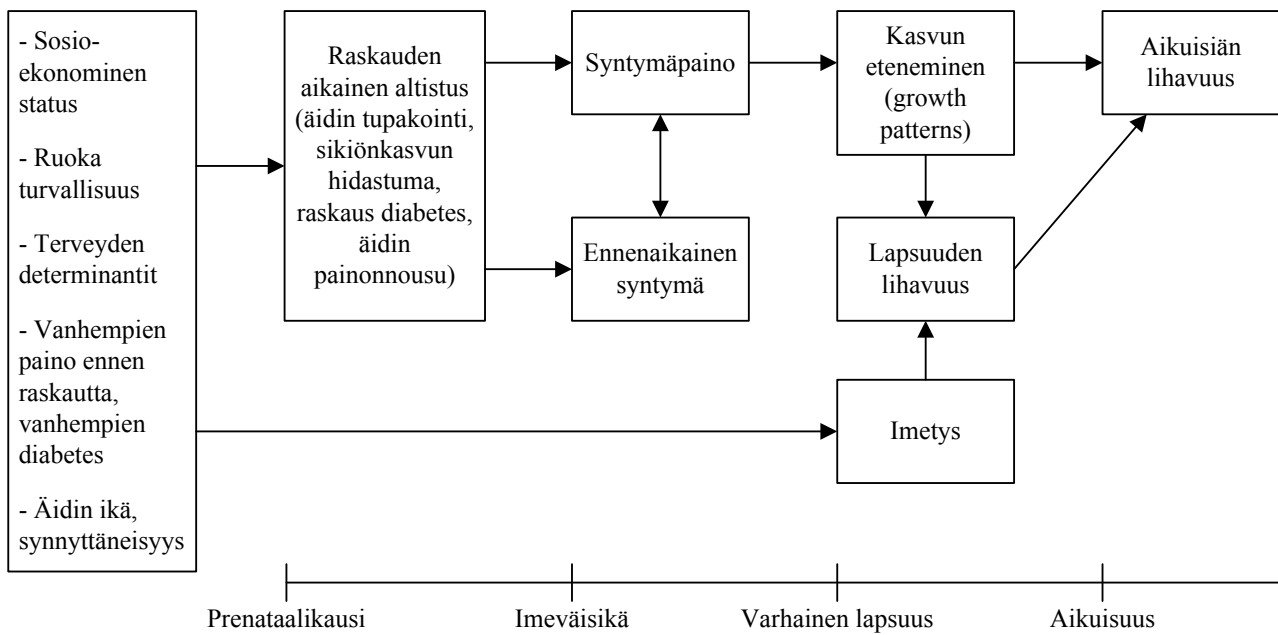 - Sosio-
ekonominen
status
- Ruoka
turvallisuus
- Terveyden
determinantit
- Vanhempien
paino ennen
raskautta,
vanhempien
diabetes
- Äidin ikä,
synnyttäneisyys
Raskauden
aikainen altistus
(äidin tupakointi,
sikiönkasvun
hidastuma,
raskaus diabetes,
äidin
painonnousu)
Syntymäpaino
Ennenaikainen
syntymä
Kasvun
eteneminen
(growth
patterns)
Lapsuuden
lihavuus
Imetys
Aikuisiän
lihavuus
Prenataalikausi
Imeväisikä
Varhainen lapsuus
Aikuisuus